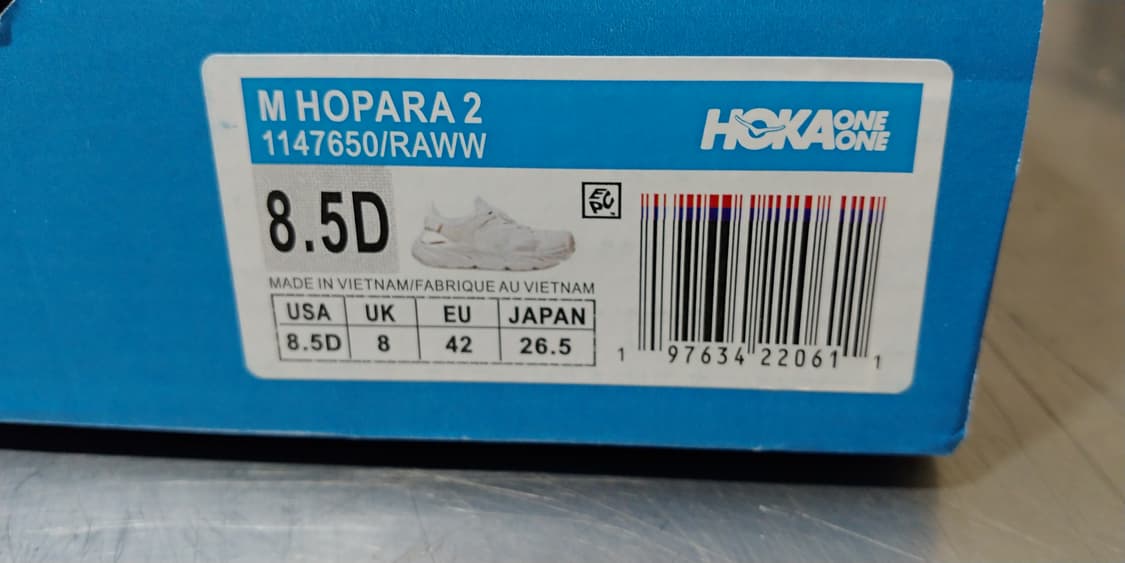 M HOPARA 2
1147650/RAWW
HOKA ONE ONE
8.5D
EPC
MADE IN VIETNAM/FABRIQUE AU VIETNAM
USA UK EU JAPAN
8.5D 8 42 26.5
1 97634 22061 1